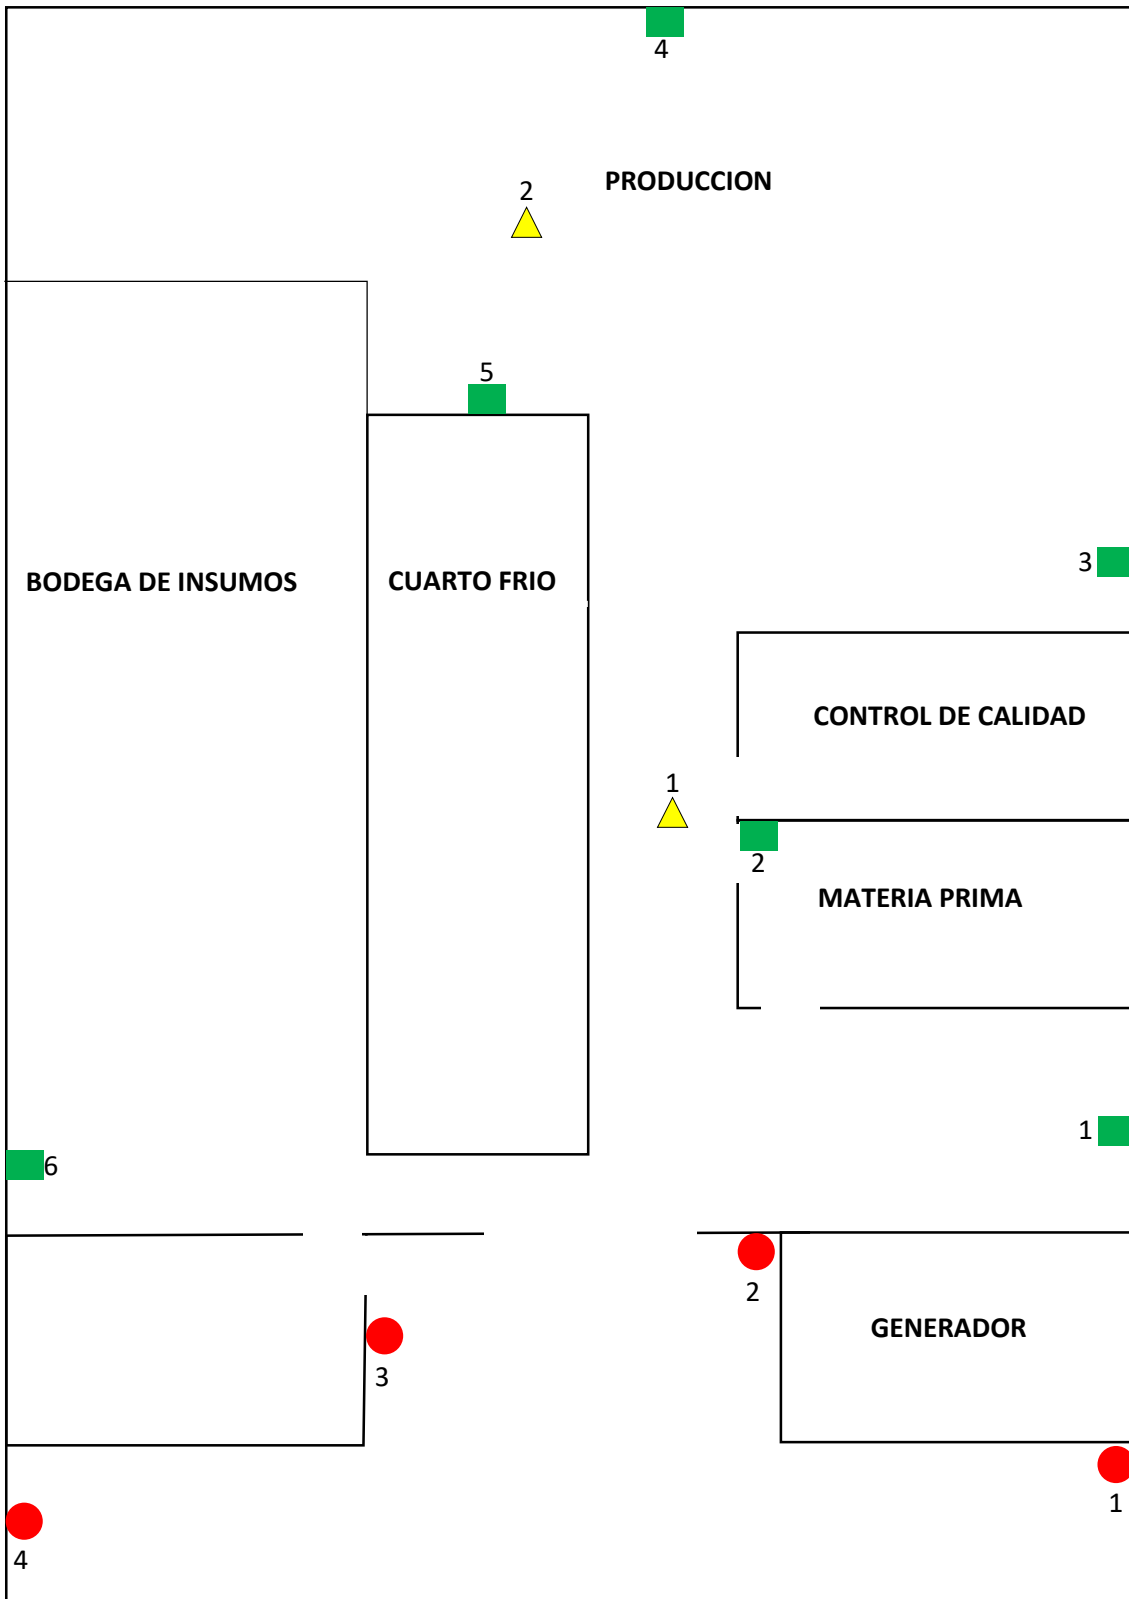 4
PRODUCCION
2
5
BODEGA DE INSUMOS
CUARTO FRIO
3
CONTROL DE CALIDAD
1
2
MATERIA PRIMA
1
6
2
GENERADOR
3
1
4